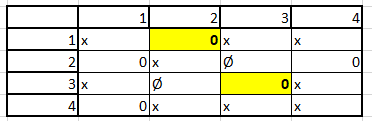 1 2 3 4
1 x 0 x x
2 0 x Ø 0
3 x Ø 0 x
4 0 x x x